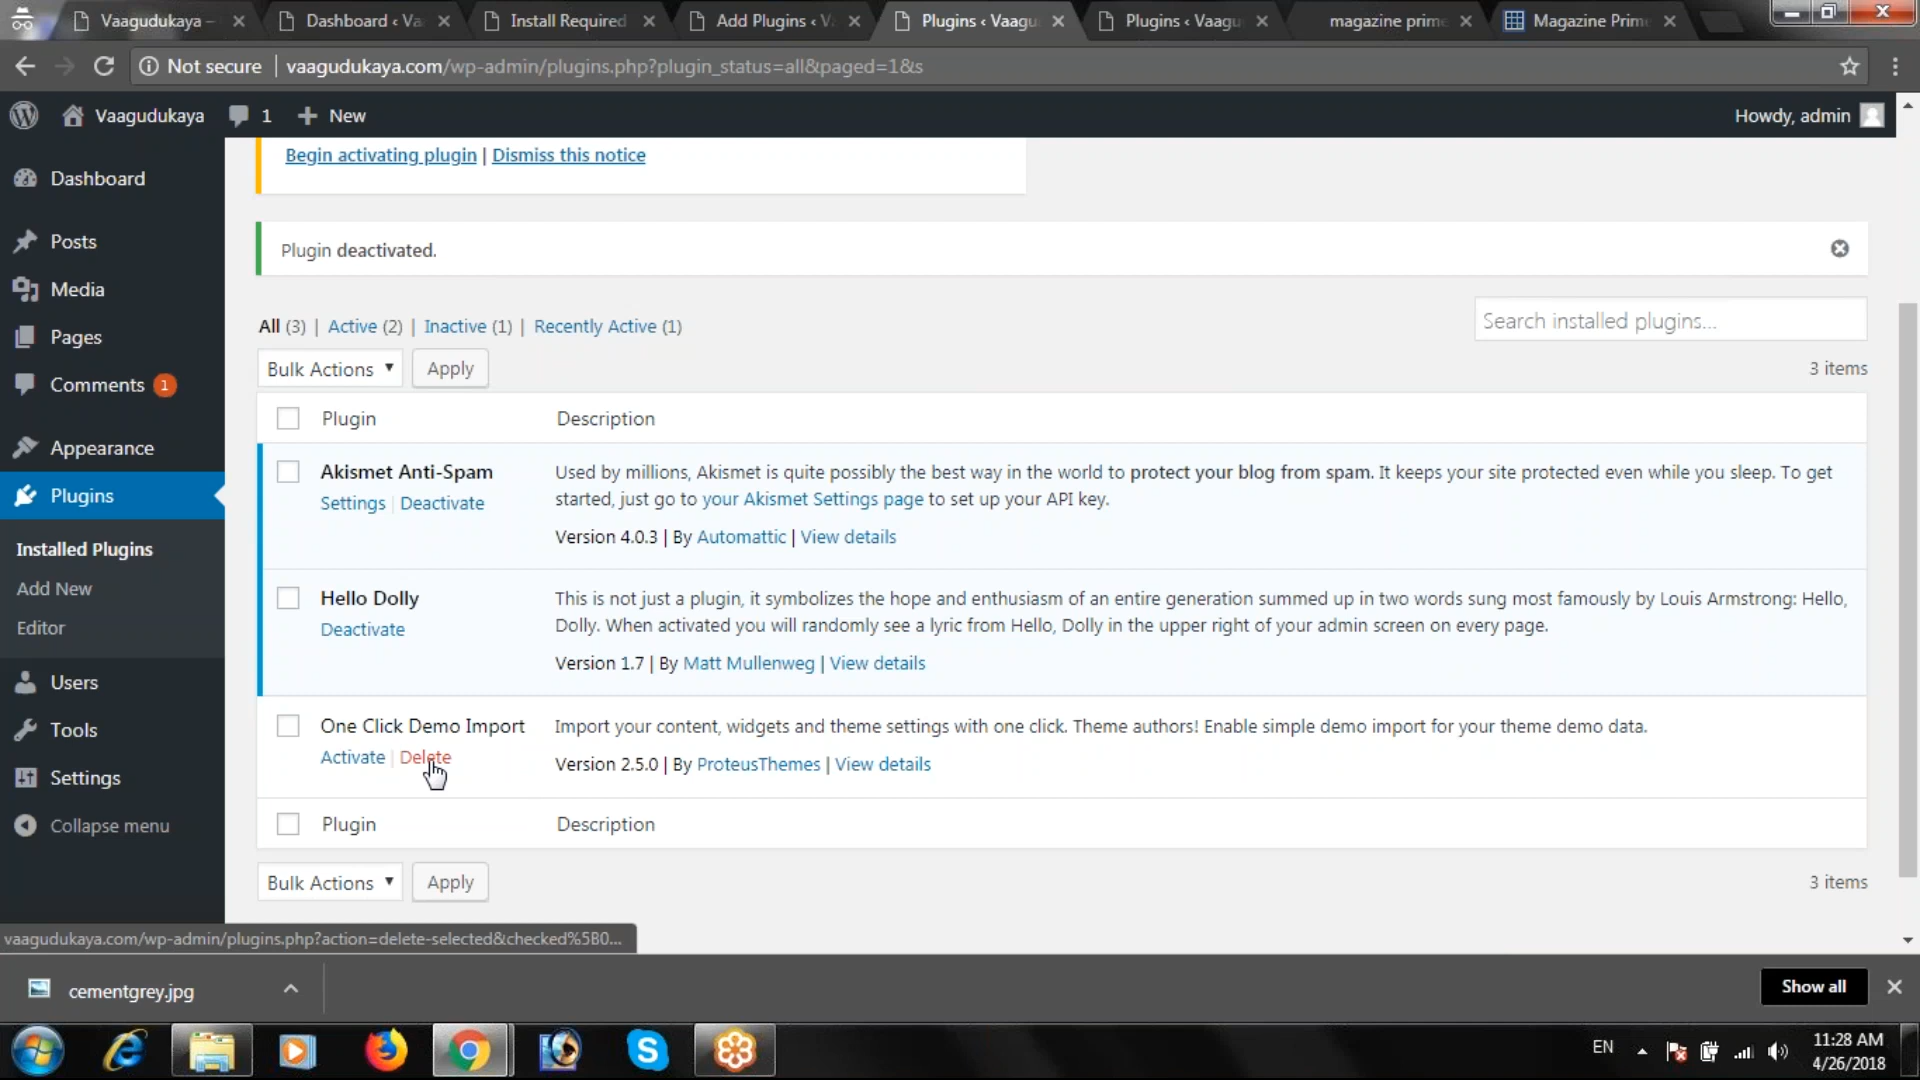 Vaagudukaya –
Dashboard ‹ Va
Install Required
Add Plugins ‹ V
Plugins ‹ Vaagu
Plugins ‹ Vaagu
magazine prime
Magazine Prim
Not secure | vaagudukaya.com/wp-admin/plugins.php?plugin_status=all&paged=1&s
Vaagudukaya
1
+ New
Howdy, admin
Dashboard
Posts
Media
Pages
Comments 1
Appearance
Plugins
Installed Plugins
Add New
Editor
Users
Tools
Settings
Collapse menu
Begin activating plugin | Dismiss this notice
Plugin deactivated.
All (3) | Active (2) | Inactive (1) | Recently Active (1)
Search installed plugins...
Bulk Actions
Apply
3 items
Plugin
Description
Akismet Anti-Spam
Settings | Deactivate
Used by millions, Akismet is quite possibly the best way in the world to protect your blog from spam. It keeps your site protected even while you sleep. To get
started, just go to your Akismet Settings page to set up your API key.
Version 4.0.3 | By Automattic | View details
Hello Dolly
Deactivate
This is not just a plugin, it symbolizes the hope and enthusiasm of an entire generation summed up in two words sung most famously by Louis Armstrong: Hello,
Dolly. When activated you will randomly see a lyric from Hello, Dolly in the upper right of your admin screen on every page.
Version 1.7 | By Matt Mullenweg | View details
One Click Demo Import
Activate | Delete
Import your content, widgets and theme settings with one click. Theme authors! Enable simple demo import for your theme demo data.
Version 2.5.0 | By ProteusThemes | View details
Plugin
Description
Bulk Actions
Apply
3 items
vaagudukaya.com/wp-admin/plugins.php?action=delete-selected&checked%5B0...
cementgrey.jpg
Show all
EN
11:28 AM
4/26/2018